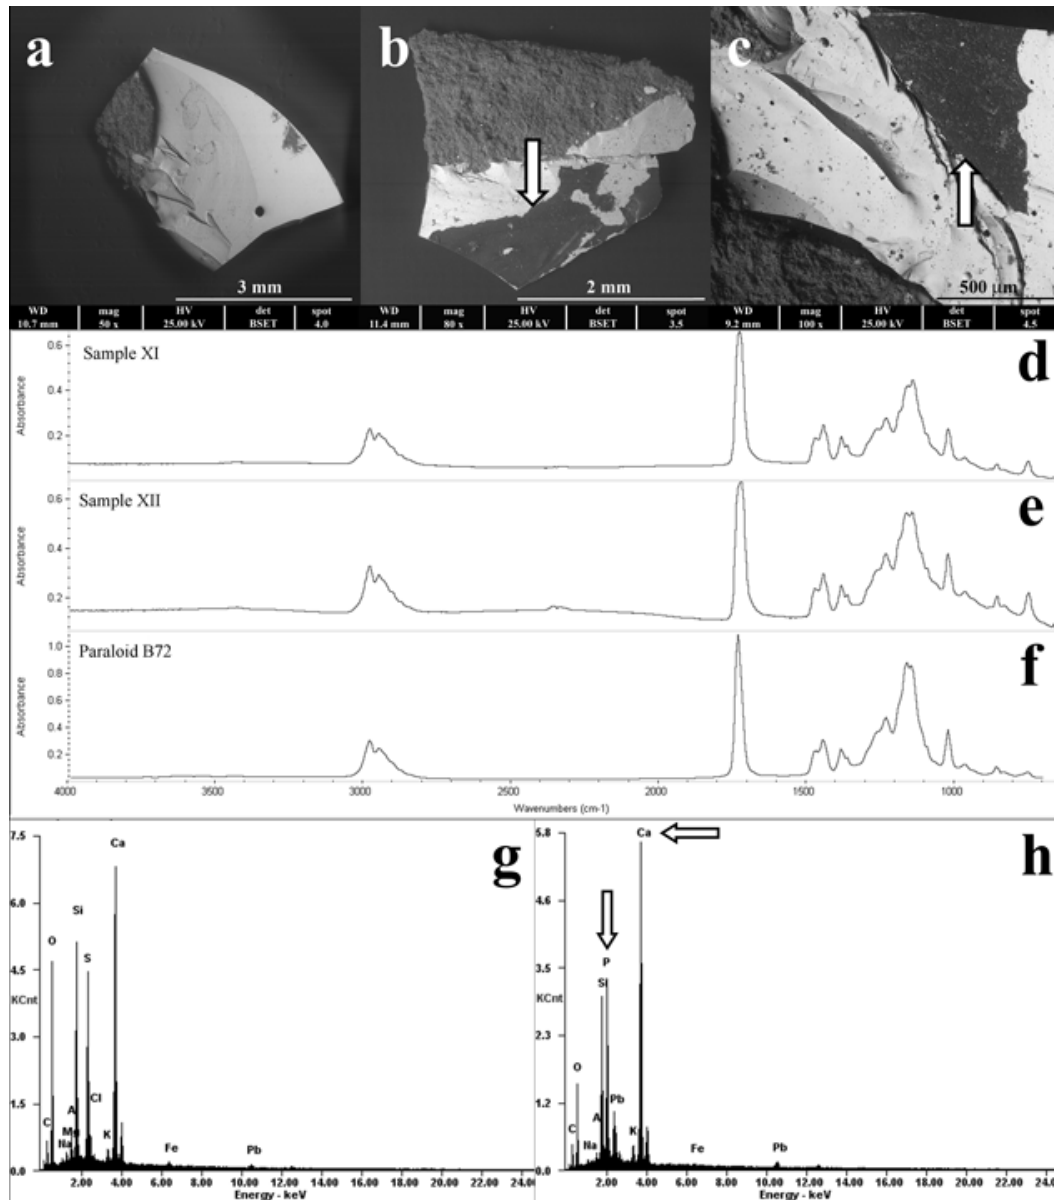 a
b
c
3 mm
2 mm
500 µm
WD mag HV det spot WD mag HV det spot WD mag HV det spot
10.7 mm 50 x 25.00 kV BSET 4.0 11.4 mm 80 x 25.00 kV BSET 3.5 9.2 mm 100 x 25.00 kV BSET 4.5
Sample XI
d
Absorbance
0.6
0.4
0.2
Sample XII
e
Absorbance
0.6
0.4
0.2
Paraloid B72
f
Absorbance
1.0
0.8
0.6
0.4
0.2
4000 3500 3000 2500 2000 1500 1000
Wavenumbers (cm-1)
g
7.5
6.0
4.5
KCnt
3.0
1.5
0.0
Ca
Si
O
S
Cl
A
C
M
Na
K
Fe
Pb
2.00 4.00 6.00 8.00 10.00 12.00 14.00 16.00 18.00 20.00 22.00 24.0
Energy - keV
h
5.8
4.6
3.5
KCnt
2.3
1.2
0.0
Ca
P
Si
O
Pb
A
C
Na
K
Fe
Pb
2.00 4.00 6.00 8.00 10.00 12.00 14.00 16.00 18.00 20.00 22.00 24.0
Energy - keV